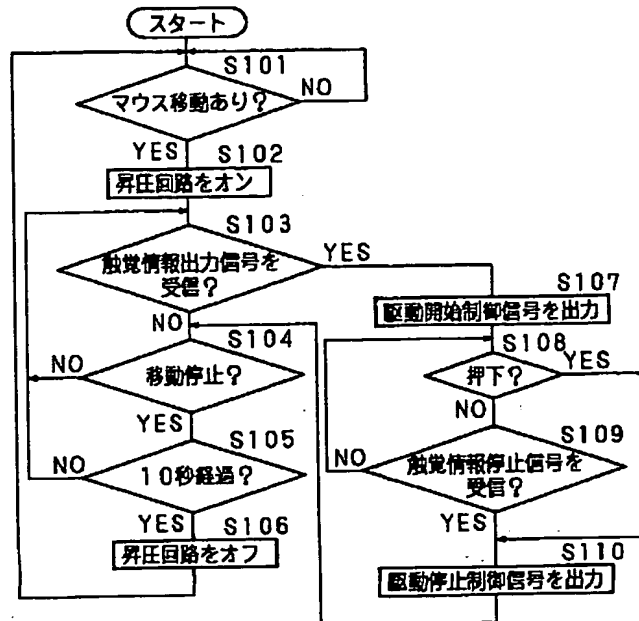 スタート
S101
マウス移動あり?
NO
YES
S102
昇圧回路をオン
S103
触覚情報出力信号を
受信?
YES
NO
S104
移動停止?
NO
YES
S105
10秒経過?
NO
YES
S106
昇圧回路をオフ
S107
駆動開始制御信号を出力
S108
押下?
YES
NO
S109
触覚情報停止信号を
受信?
NO
YES
S110
駆動停止制御信号を出力